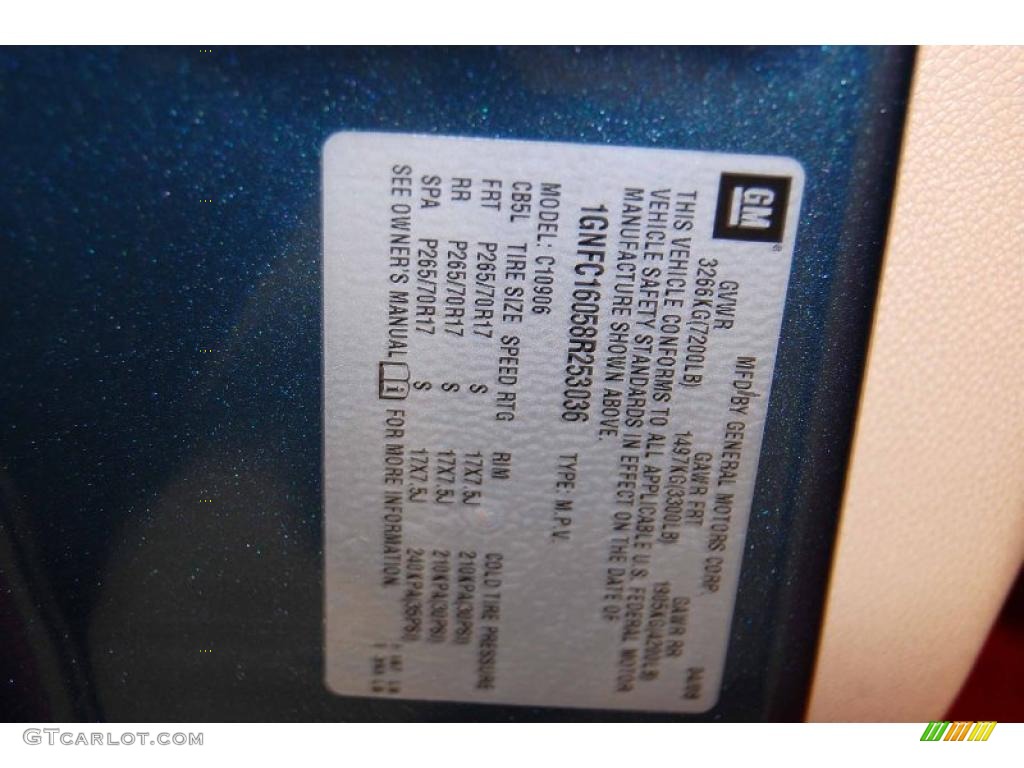 GM
MFD/BY GENERAL MOTORS CORP. 04/08
GVWR GAWR FRT GAWR RR
3266KG(7200LB) 1497KG(3300LB) 1905KG(4200LB)
THIS VEHICLE CONFORMS TO ALL APPLICABLE U.S. FEDERAL MOTOR
VEHICLE SAFETY STANDARDS IN EFFECT ON THE DATE OF
MANUFACTURE SHOWN ABOVE.
1GNFC16058R253036 TYPE: M.P.V.
MODEL: C10906
CB5L TIRE SIZE SPEED RTG RIM COLD TIRE PRESSURE
FRT P265/70R17 S 17X7.5J 210KPA(30PSI)
RR P265/70R17 S 17X7.5J 210KPA(30PSI)
SPA P265/70R17 S 17X7.5J 240KPA(35PSI)
SEE OWNER'S MANUAL i FOR MORE INFORMATION.
GTCARLOT.COM